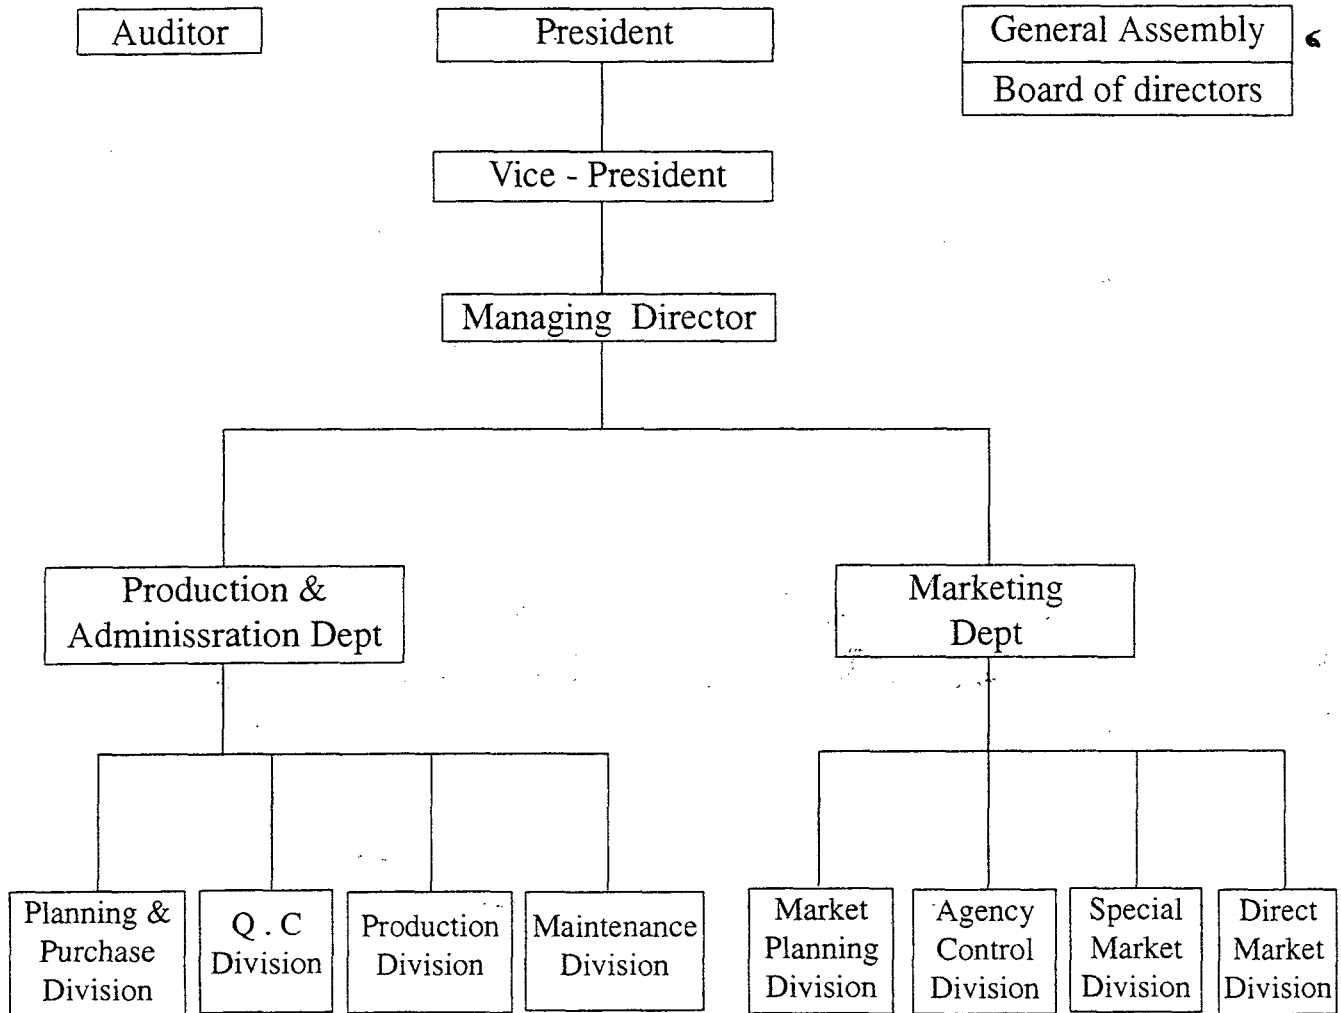 Auditor
President
General Assembly
Board of directors
Vice - President
Managing Director
Production &
Adminissration Dept
Marketing
Dept
Planning &
Purchase
Division
Q . C
Division
Production
Division
Maintenance
Division
Market
Planning
Division
Agency
Control
Division
Special
Market
Division
Direct
Market
Division